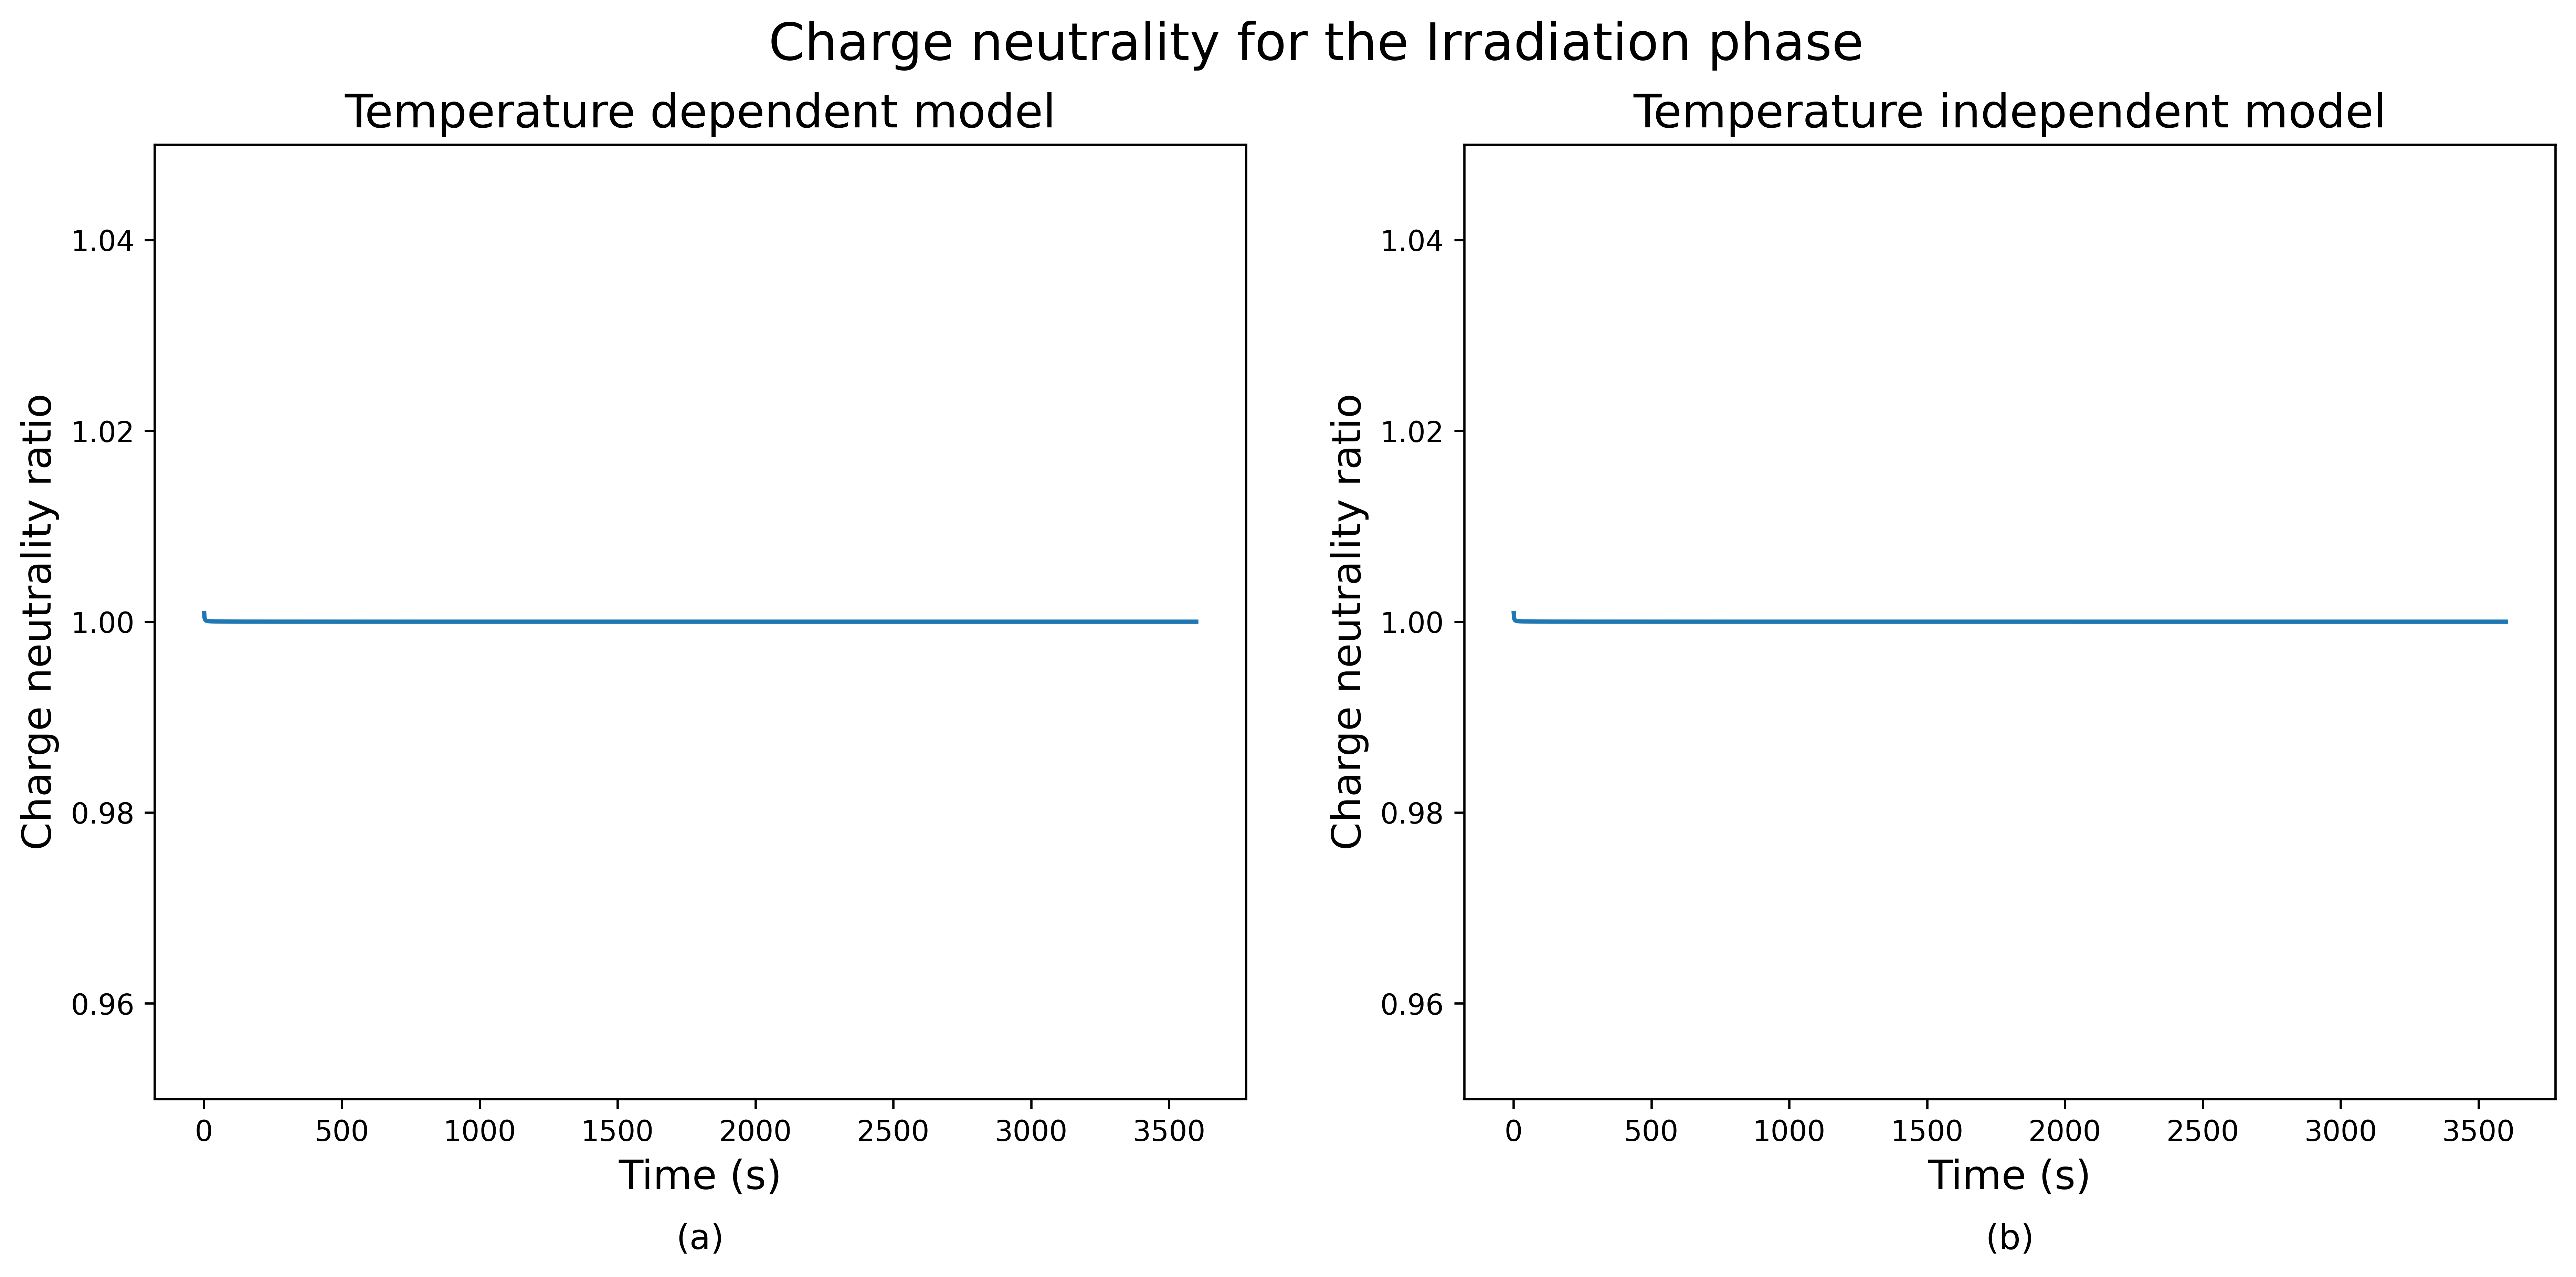 Charge neutrality for the Irradiation phase
Temperature dependent model
Charge neutrality ratio
1.04
1.02
1.00
0.98
0.96
0 500 1000 1500 2000 2500 3000 3500
Time (s)
(a)
Temperature independent model
Charge neutrality ratio
1.04
1.02
1.00
0.98
0.96
0 500 1000 1500 2000 2500 3000 3500
Time (s)
(b)